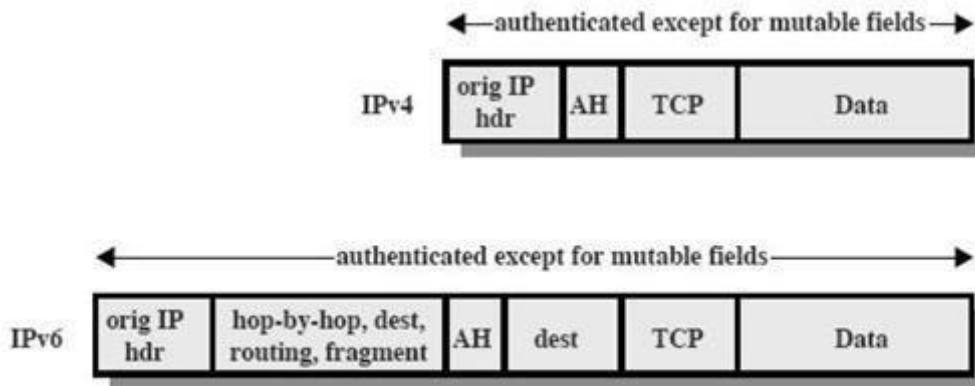 authenticated except for mutable fields
IPv4
orig IP
hdr
AH
TCP
Data
authenticated except for mutable fields
IPv6
orig IP
hdr
hop-by-hop, dest,
routing, fragment
AH
dest
TCP
Data